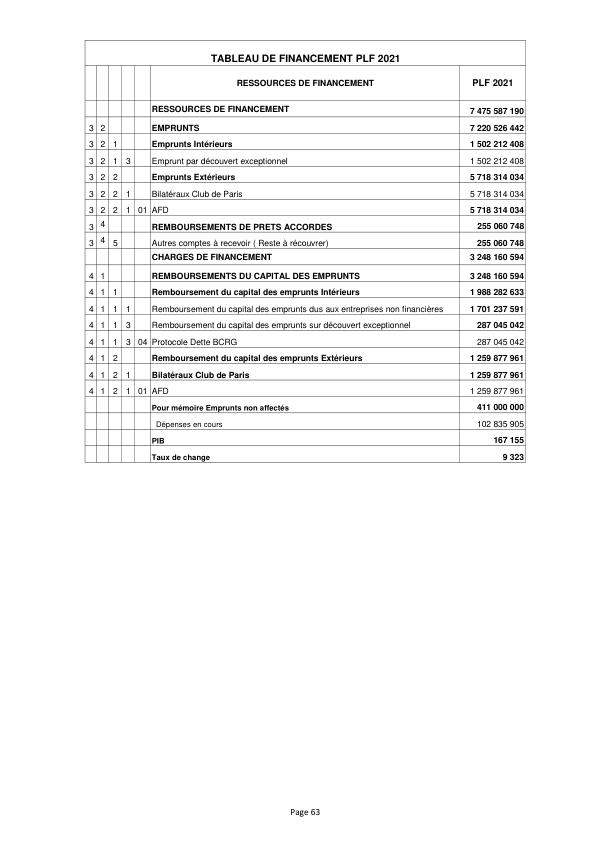 TABLEAU DE FINANCEMENT PLF 2021
RESSOURCES DE FINANCEMENT PLF 2021
RESSOURCES DE FINANCEMENT 7 475 587 190
3 2 EMPRUNTS 7 220 526 442
3 2 1 Emprunts Intérieurs 1 502 212 408
3 2 1 3 Emprunt par découvert exceptionnel 1 502 212 408
3 2 2 Emprunts Extérieurs 5 718 314 034
3 2 2 1 Bilatéraux Club de Paris 5 718 314 034
3 2 2 1 01 AFD 5 718 314 034
3 4 REMBOURSEMENTS DE PRETS ACCORDES 255 060 748
3 4 5 Autres comptes à recevoir ( Reste à récouvrer) 255 060 748
CHARGES DE FINANCEMENT 3 248 160 594
4 1 REMBOURSEMENTS DU CAPITAL DES EMPRUNTS 3 248 160 594
4 1 1 Remboursement du capital des emprunts Intérieurs 1 988 282 633
4 1 1 1 Remboursement du capital des emprunts dus aux entreprises non financières 1 701 237 591
4 1 1 3 Remboursement du capital des emprunts sur découvert exceptionnel 287 045 042
4 1 1 3 04 Protocole Dette BCRG 287 045 042
4 1 2 Remboursement du capital des emprunts Extérieurs 1 259 877 961
4 1 2 1 Bilatéraux Club de Paris 1 259 877 961
4 1 2 1 01 AFD 1 259 877 961
Pour mémoire Emprunts non affectés 411 000 000
Dépenses en cours 102 835 905
PIB 167 155
Taux de change 9 323
Page 63